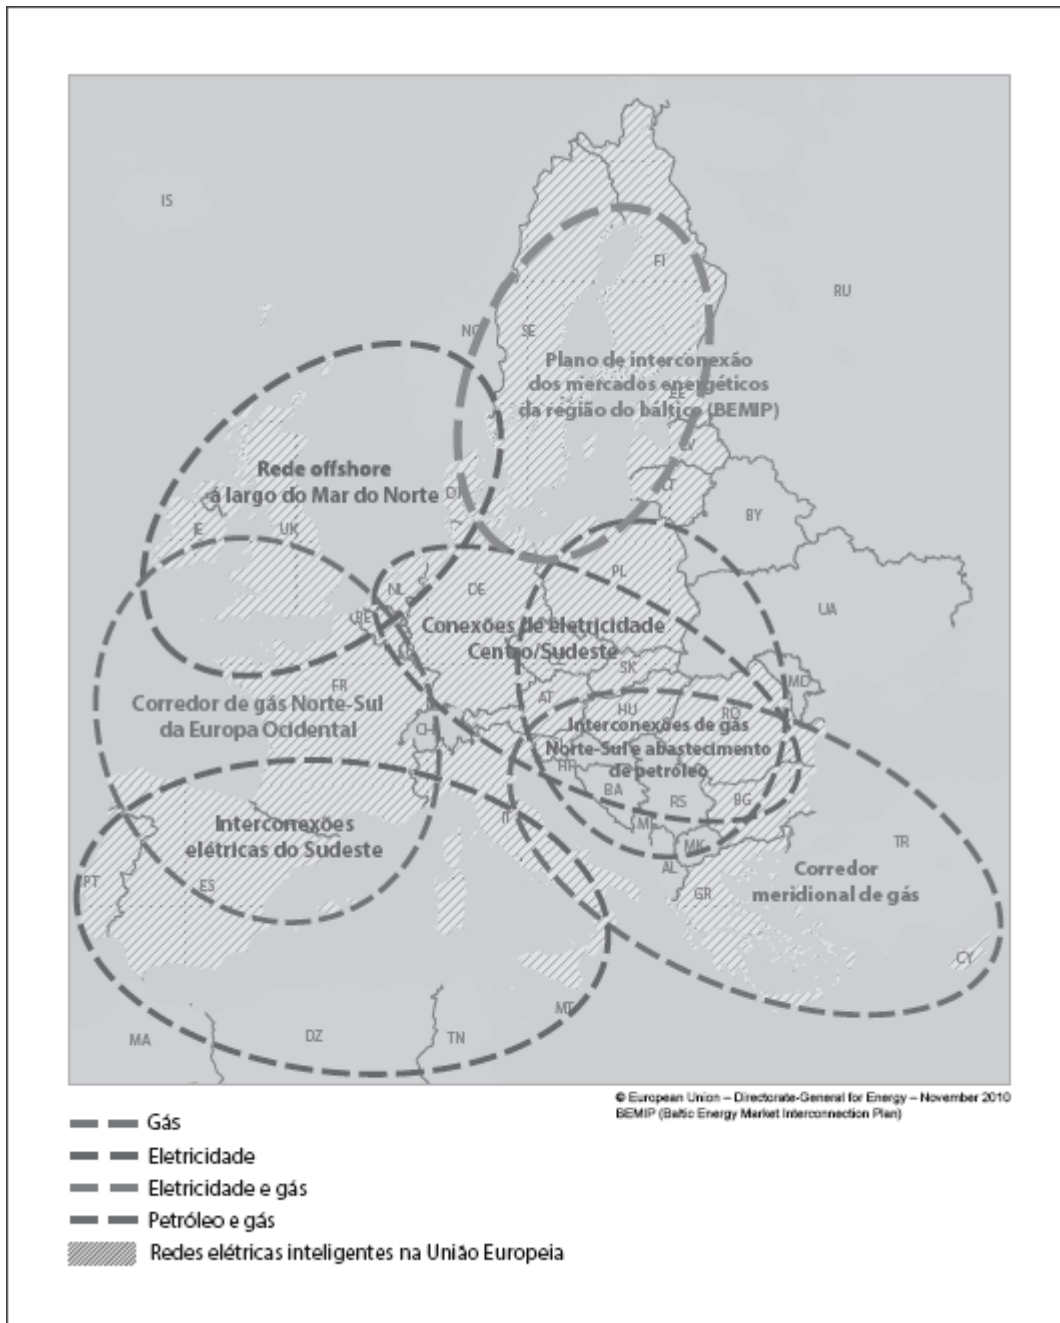 IS
RU
FI
NO
SE
Plano de interconexão
dos mercados energéticos
EE
da região do báltico (BEMIP)
LV
Rede offshore
á largo do Mar do Norte
LT
BY
IE
UK
PL
NL
DE
UA
BE
Conexões de eletricidade
Centro/Sudeste
SK
FR
AT
MD
Corredor de gás Norte-Sul
da Europa Ocidental
HU
RO
CH
Interconexões de gás
Norte-Sul e abastecimento
de petróleo
HR
BA
RS
BG
Interconexões
elétricas do Sudeste
IT
MK
TR
AL
Corredor
meridional de gás
PT
ES
GR
CY
MT
MA
DZ
TN
© European Union – Directorate-General for Energy – November 2010
BEMIP (Baltic Energy Market Interconnection Plan)
Gás
Eletricidade
Eletricidade e gás
Petróleo e gás
Redes elétricas inteligentes na União Europeia